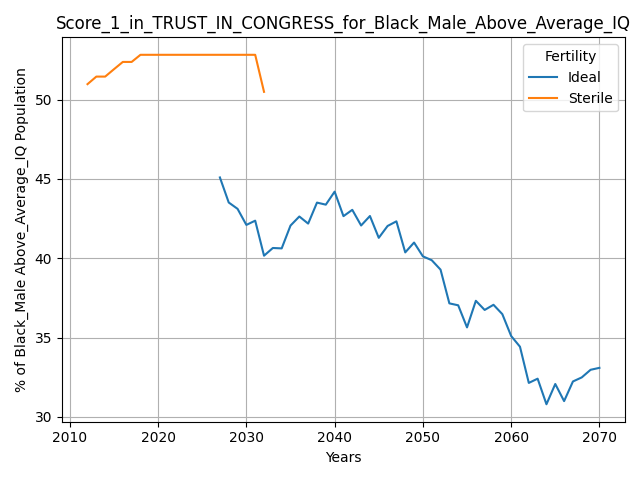 Score_1_in_TRUST_IN_CONGRESS_for_Black_Male_Above_Average_IQ
Fertility
Ideal
Sterile
% of Black_Male Above_Average_IQ Population
50
45
40
35
30
2010 2020 2030 2040 2050 2060 2070
Years